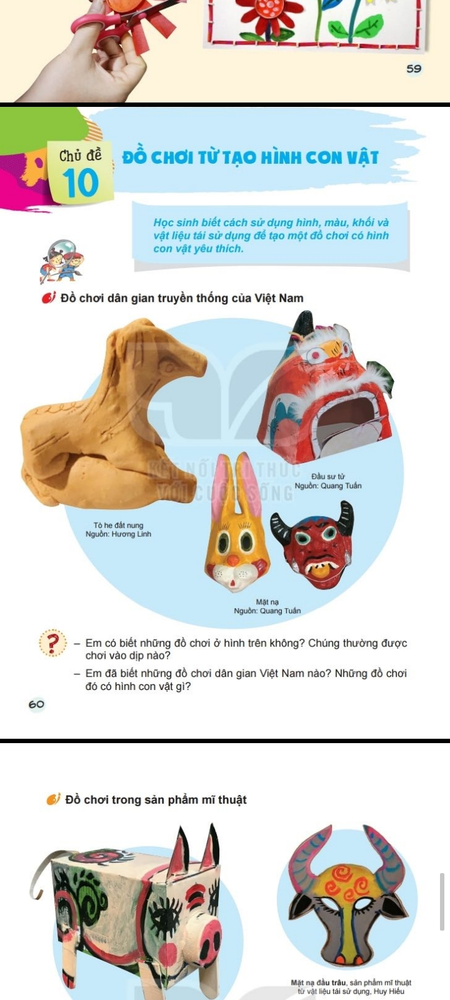 59
Chủ đề
10
ĐỒ CHƠI TỪ TẠO HÌNH CON VẬT
Học sinh biết cách sử dụng hình, màu, khối và
vật liệu tái sử dụng để tạo một đồ chơi có hình
con vật yêu thích.
Đồ chơi dân gian truyền thống của Việt Nam
KẾT NỐI TRI THỨC
VỚI CUỘC SỐNG
Đầu sư tử
Nguồn: Quang Tuấn
Tò he đất nung
Nguồn: Hương Linh
Mặt nạ
Nguồn: Quang Tuấn
?
– Em có biết những đồ chơi ở hình trên không? Chúng thường được
chơi vào dịp nào?
– Em đã biết những đồ chơi dân gian Việt Nam nào? Những đồ chơi
đó có hình con vật gì?
60
Đồ chơi trong sản phẩm mĩ thuật
Mặt nạ đầu trâu, sản phẩm mĩ thuật
từ vật liệu tái sử dụng, Huy Hiếu